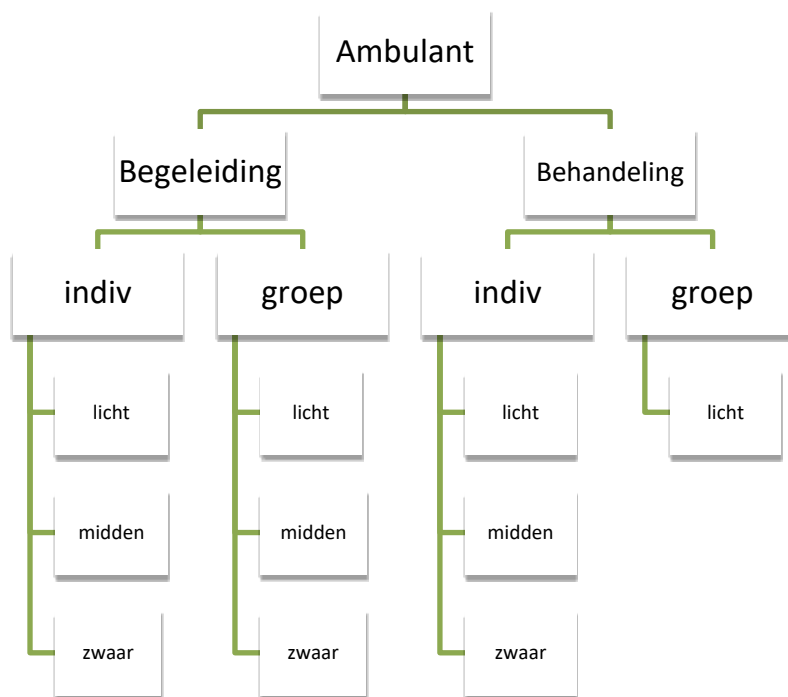 Ambulant
Begeleiding
Behandeling
indiv
groep
indiv
groep
licht
licht
licht
licht
midden
midden
midden
zwaar
zwaar
zwaar